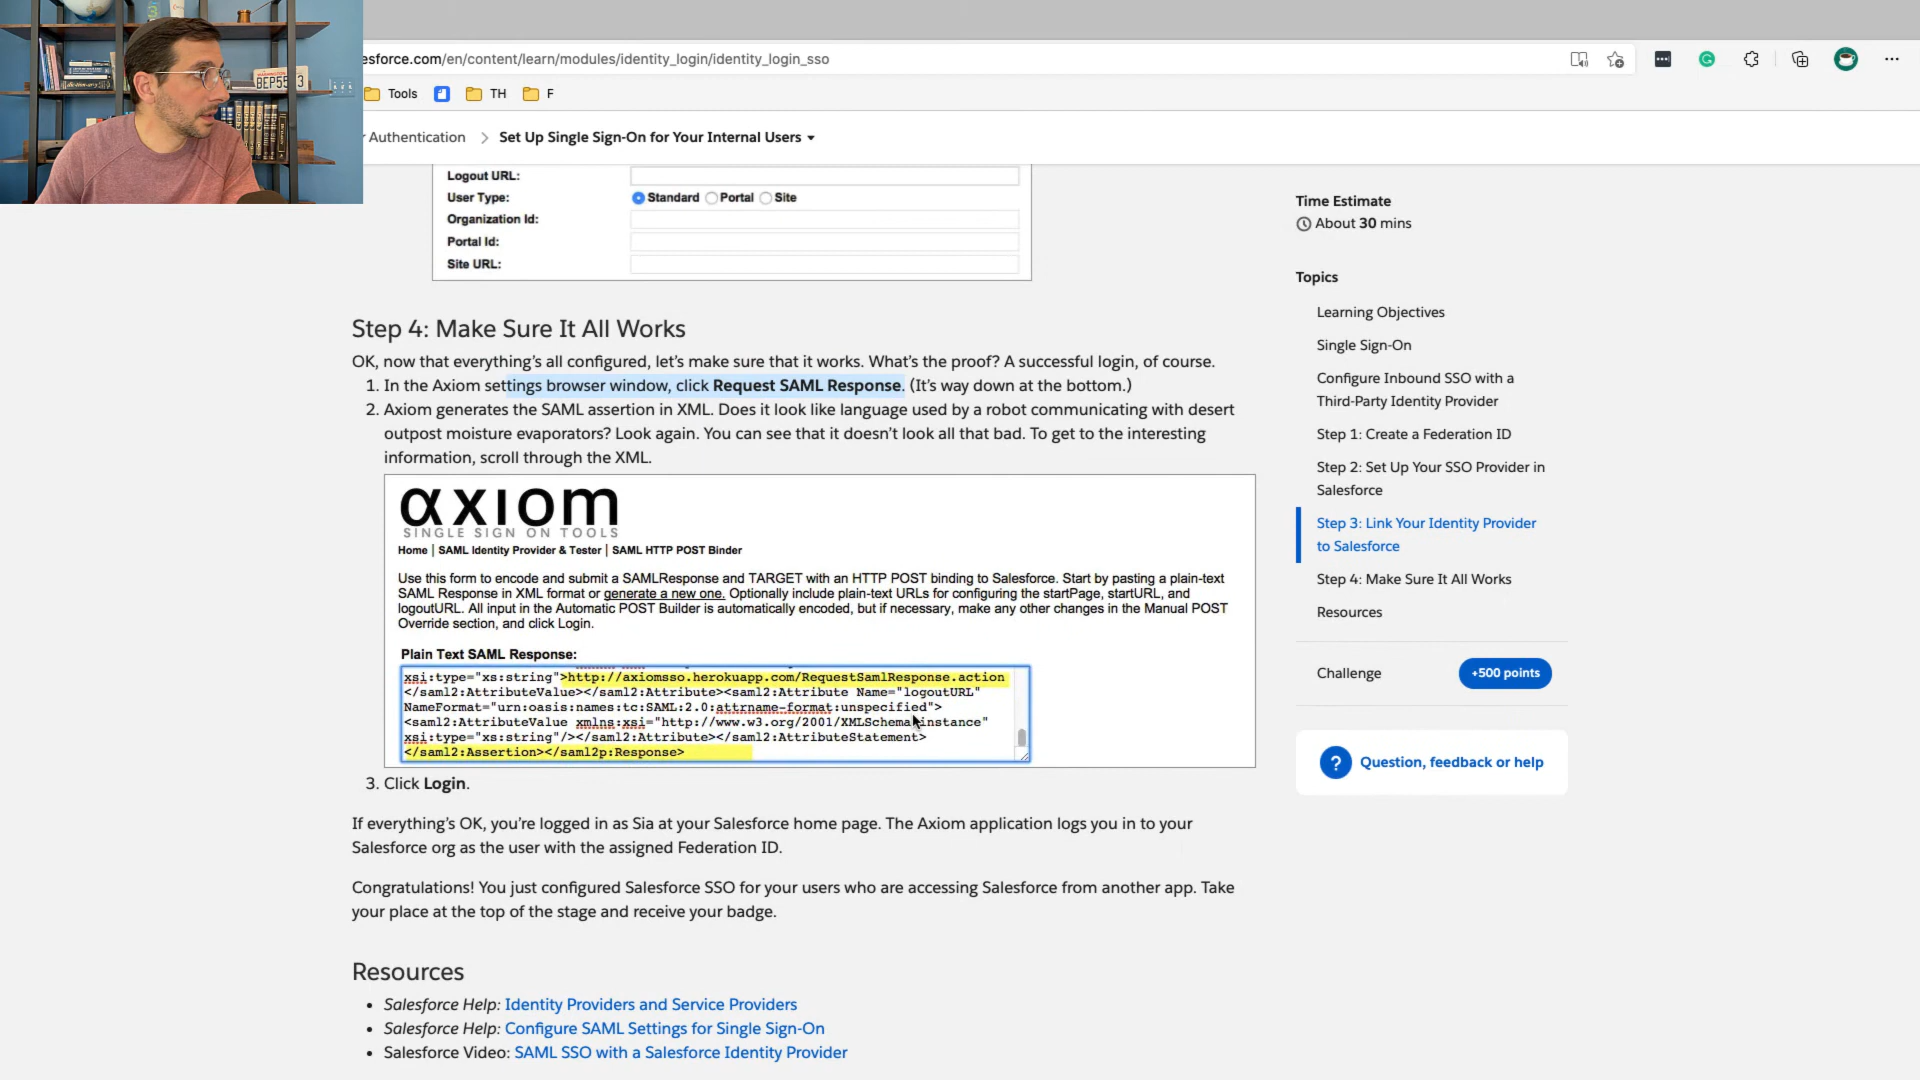 esforce.com/en/content/learn/modules/identity_login/identity_login_sso
Tools
TH
F
Authentication
Set Up Single Sign-On for Your Internal Users
BEP5513
Logout URL:
User Type: Standard Portal Site
Organization Id:
Portal Id:
Site URL:
Step 4: Make Sure It All Works
OK, now that everything's all configured, let's make sure that it works. What's the proof? A successful login, of course.
1. In the Axiom settings browser window, click Request SAML Response. (It's way down at the bottom.)
2. Axiom generates the SAML assertion in XML. Does it look like language used by a robot communicating with desert
outpost moisture evaporators? Look again. You can see that it doesn't look all that bad. To get to the interesting
information, scroll through the XML.
αxıom
SINGLE SIGN ON TOOLS
Home | SAML Identity Provider & Tester | SAML HTTP POST Binder
Use this form to encode and submit a SAMLResponse and TARGET with an HTTP POST binding to Salesforce. Start by pasting a plain-text
SAML Response in XML format or generate a new one. Optionally include plain-text URLs for configuring the startPage, startURL, and
logoutURL. All input in the Automatic POST Builder is automatically encoded, but if necessary, make any other changes in the Manual POST
Override section, and click Login.
Plain Text SAML Response:
xsi:type="xs:string">http://axiomsso.herokuapp.com/RequestSamlResponse.action
</saml2:AttributeValue></saml2:Attribute><saml2:Attribute Name="logoutURL"
NameFormat="urn:oasis:names:tc:SAML:2.0:attrname-format:unspecified">
<saml2:AttributeValue xmlns:xsi="http://www.w3.org/2001/XMLSchema-instance"
xsi:type="xs:string"/></saml2:Attribute></saml2:AttributeStatement>
</saml2:Assertion></saml2p:Response>
3. Click Login.
If everything's OK, you're logged in as Sia at your Salesforce home page. The Axiom application logs you in to your
Salesforce org as the user with the assigned Federation ID.
Congratulations! You just configured Salesforce SSO for your users who are accessing Salesforce from another app. Take
your place at the top of the stage and receive your badge.
Resources
• Salesforce Help: Identity Providers and Service Providers
• Salesforce Help: Configure SAML Settings for Single Sign-On
• Salesforce Video: SAML SSO with a Salesforce Identity Provider
Time Estimate
About 30 mins
Topics
Learning Objectives
Single Sign-On
Configure Inbound SSO with a
Third-Party Identity Provider
Step 1: Create a Federation ID
Step 2: Set Up Your SSO Provider in
Salesforce
Step 3: Link Your Identity Provider
to Salesforce
Step 4: Make Sure It All Works
Resources
Challenge
+500 points
? Question, feedback or help